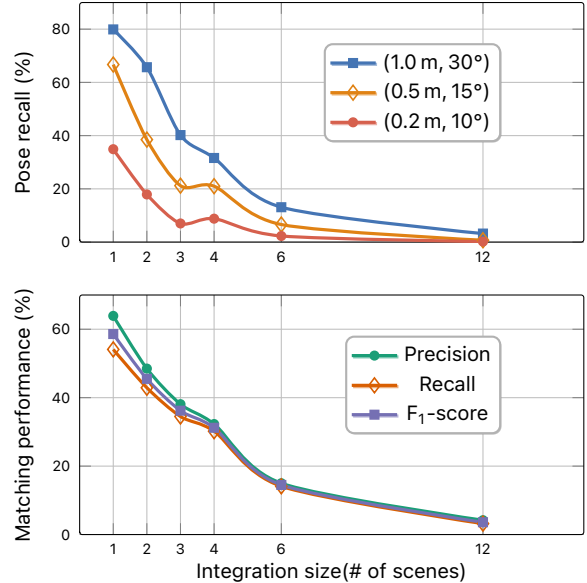 Pose recall (%)
80
60
40
20
0
(1.0 m, 30°)
(0.5 m, 15°)
(0.2 m, 10°)
1 2 3 4 6 12
Matching performance (%)
60
40
20
0
Precision
Recall
F₁-score
1 2 3 4 6 12
Integration size(# of scenes)